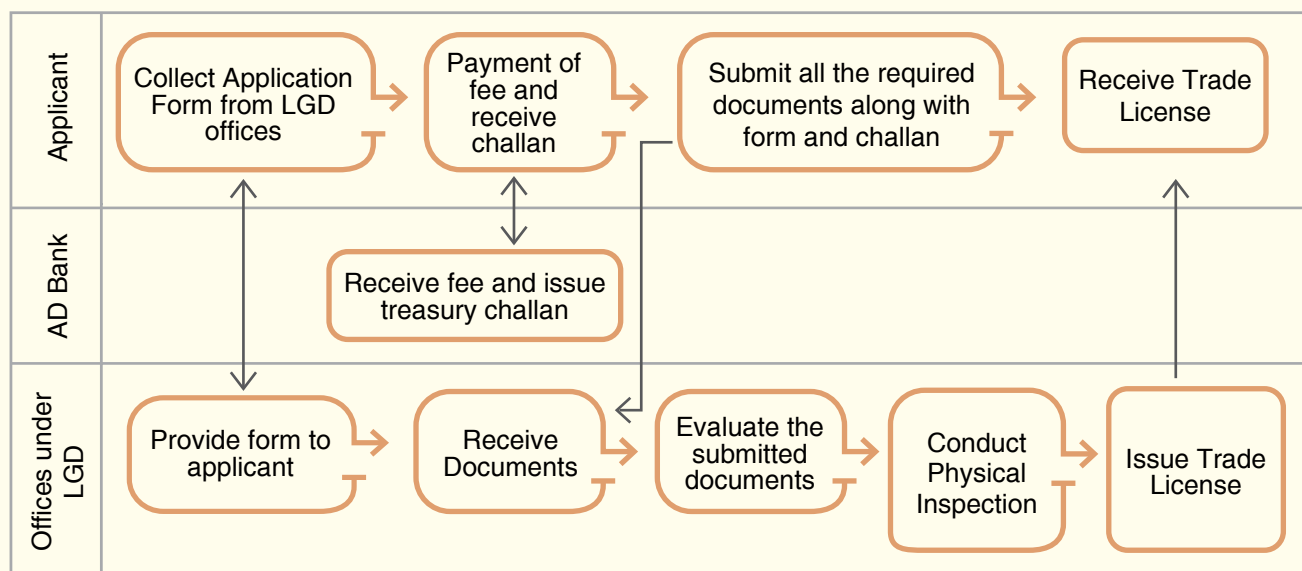 Applicant
Collect Application
Form from LGD
offices
Payment of
fee and
receive
challan
Submit all the required
documents along with
form and challan
Receive Trade
License
AD Bank
Receive fee and issue
treasury challan
Offices under
LGD
Provide form to
applicant
Receive
Documents
Evaluate the
submitted
documents
Conduct
Physical
Inspection
Issue Trade
License